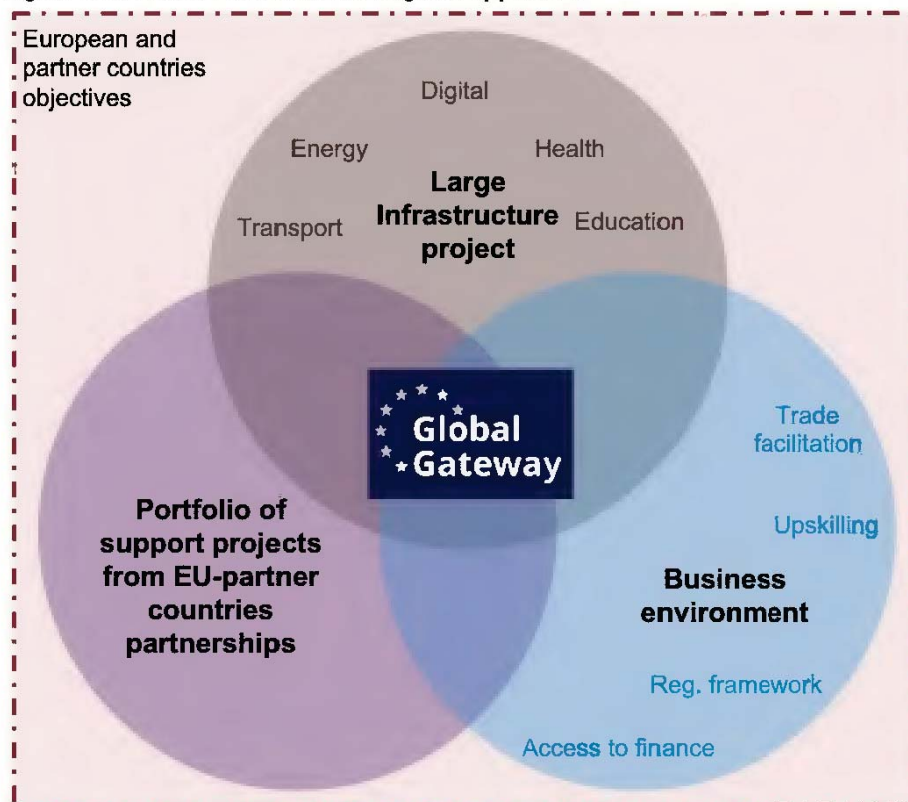 European and
partner countries
objectives
Digital
Energy
Health
Large
Infrastructure
project
Transport
Education
Global
Gateway
Trade
facilitation
Portfolio of
support projects
from EU-partner
countries
partnerships
Upskilling
Business
environment
Reg. framework
Access to finance